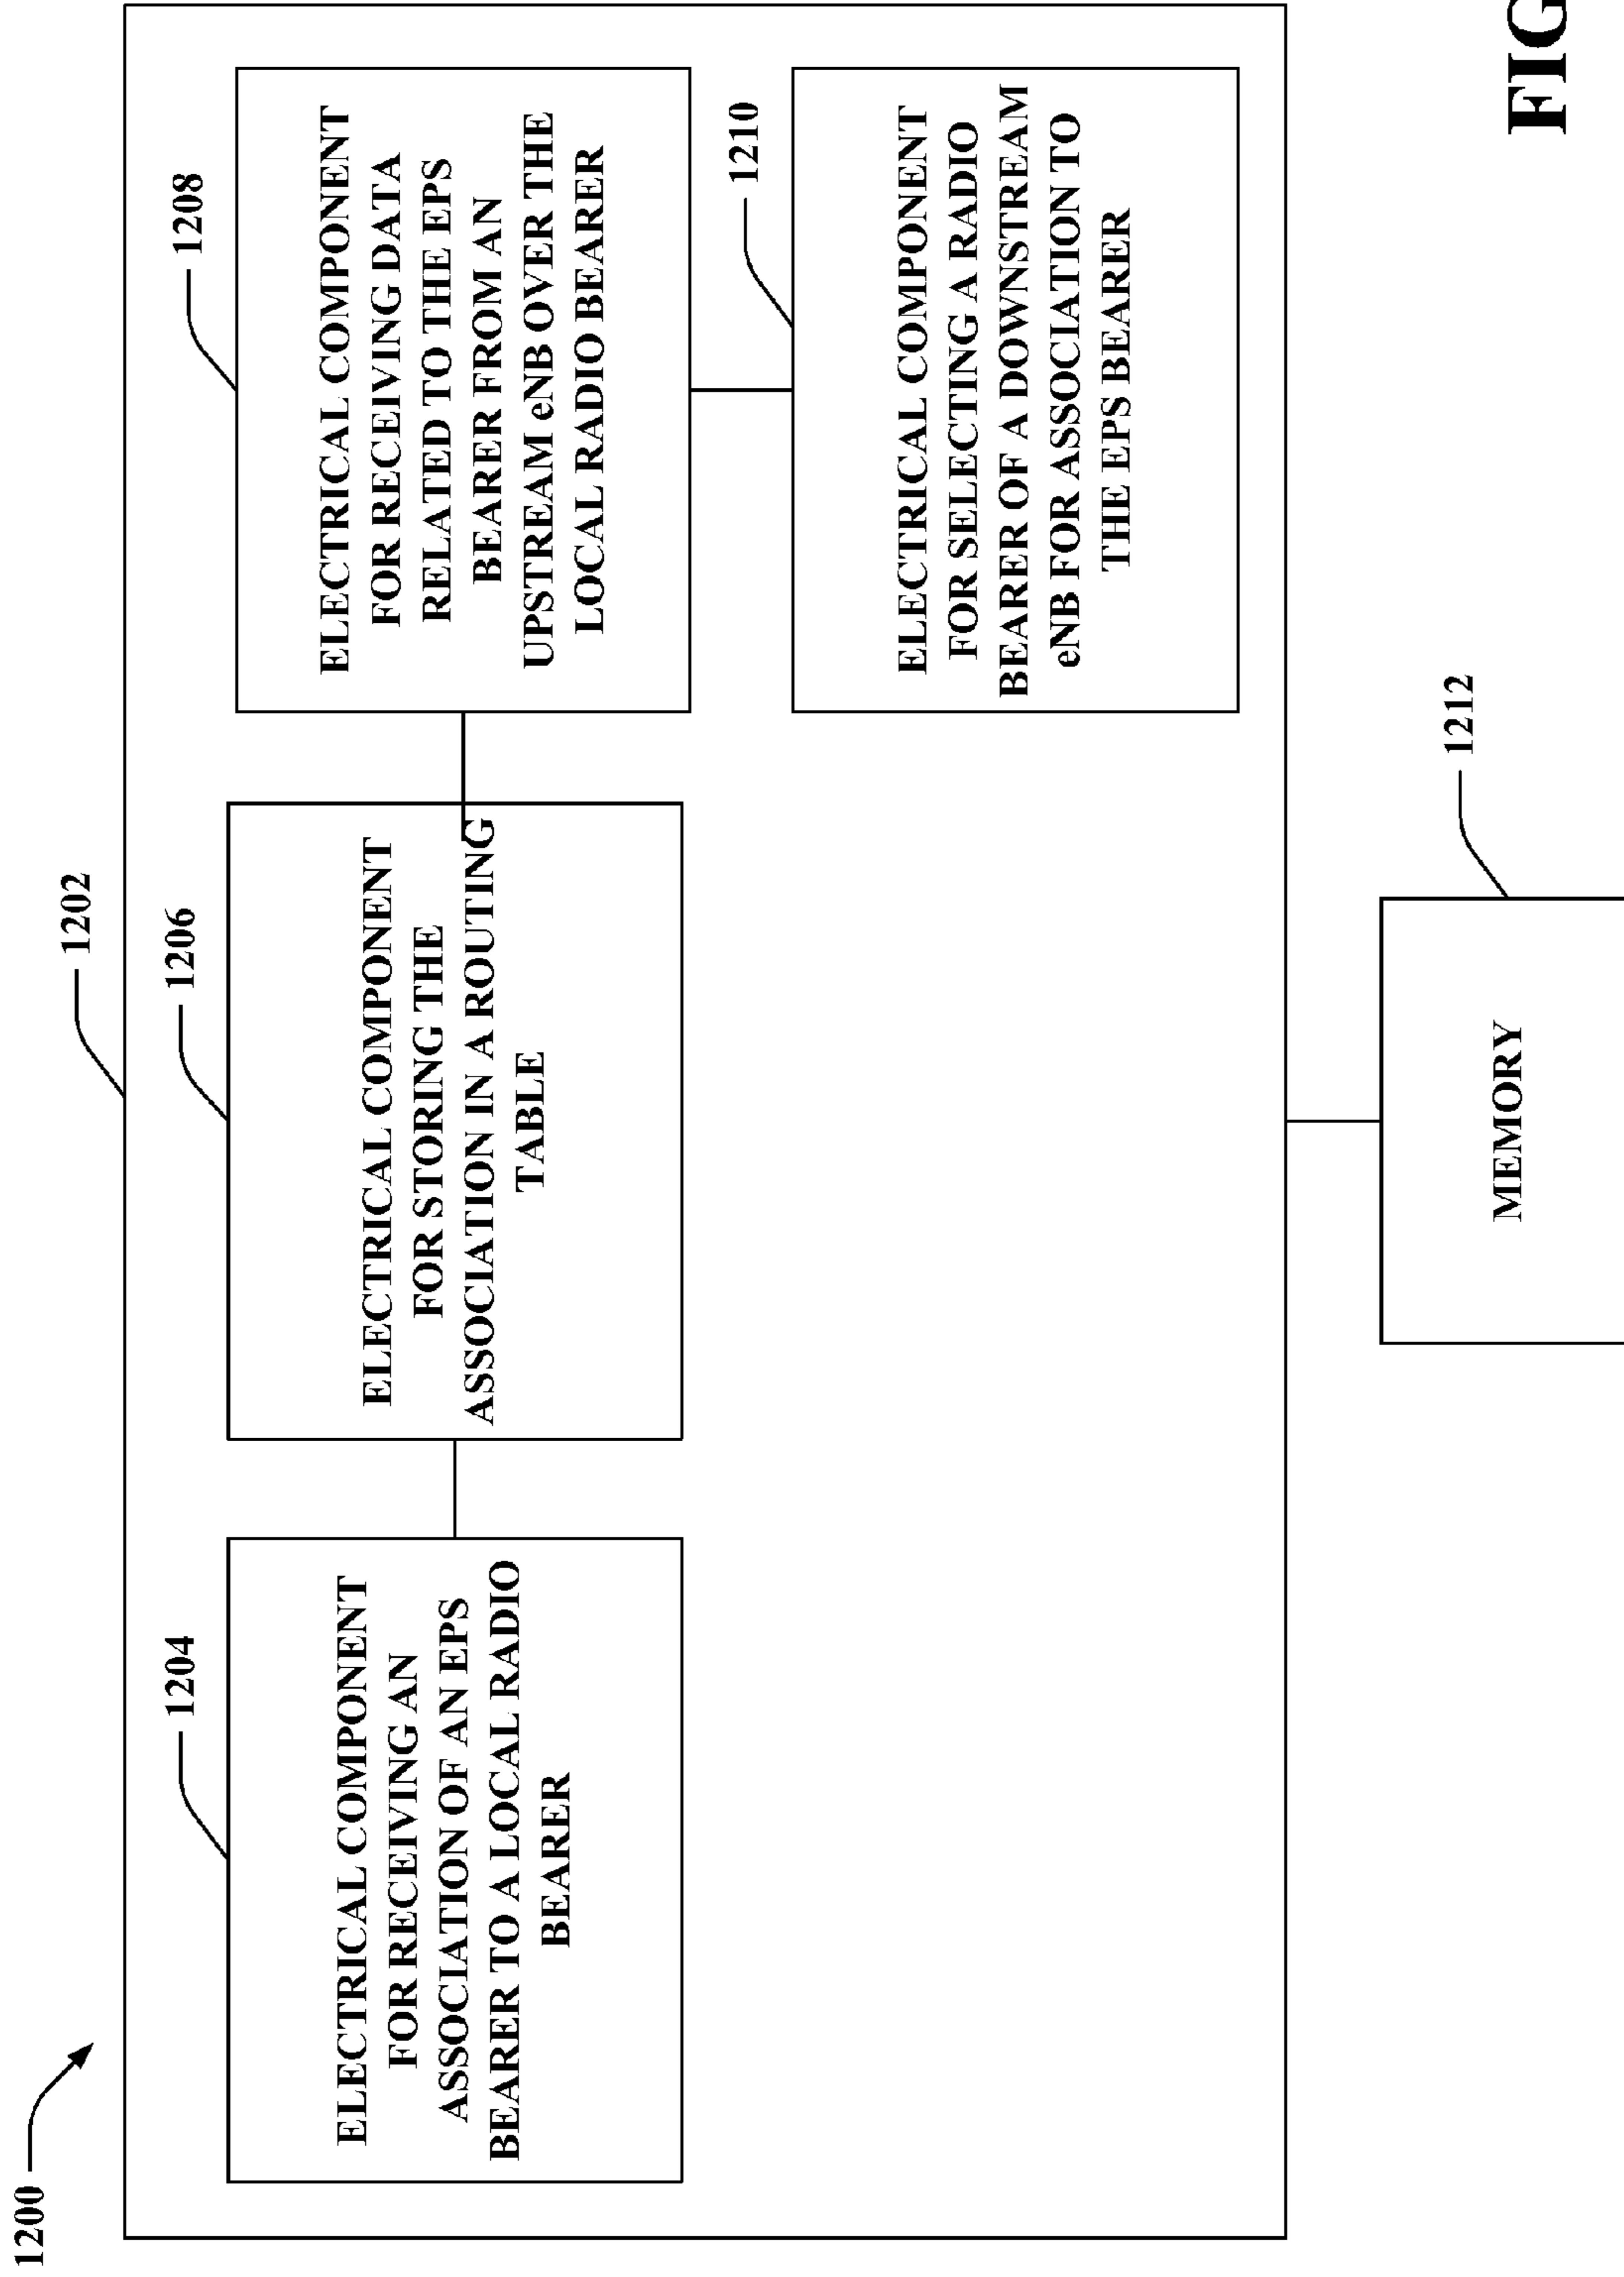 1200
1202
1204
ELECTRICAL COMPONENT
FOR RECEIVING AN
ASSOCIATION OF AN EPS
BEARER TO A LOCAL RADIO
BEARER
1206
ELECTRICAL COMPONENT
FOR STORING THE
ASSOCIATION IN A ROUTING
TABLE
1208
ELECTRICAL COMPONENT
FOR RECEIVING DATA
RELATED TO THE EPS
BEARER FROM AN
UPSTREAM eNB OVER THE
LOCAL RADIO BEARER
1210
ELECTRICAL COMPONENT
FOR SELECTING A RADIO
BEARER OF A DOWNSTREAM
eNB FOR ASSOCIATION TO
THE EPS BEARER
1212
MEMORY
FIG